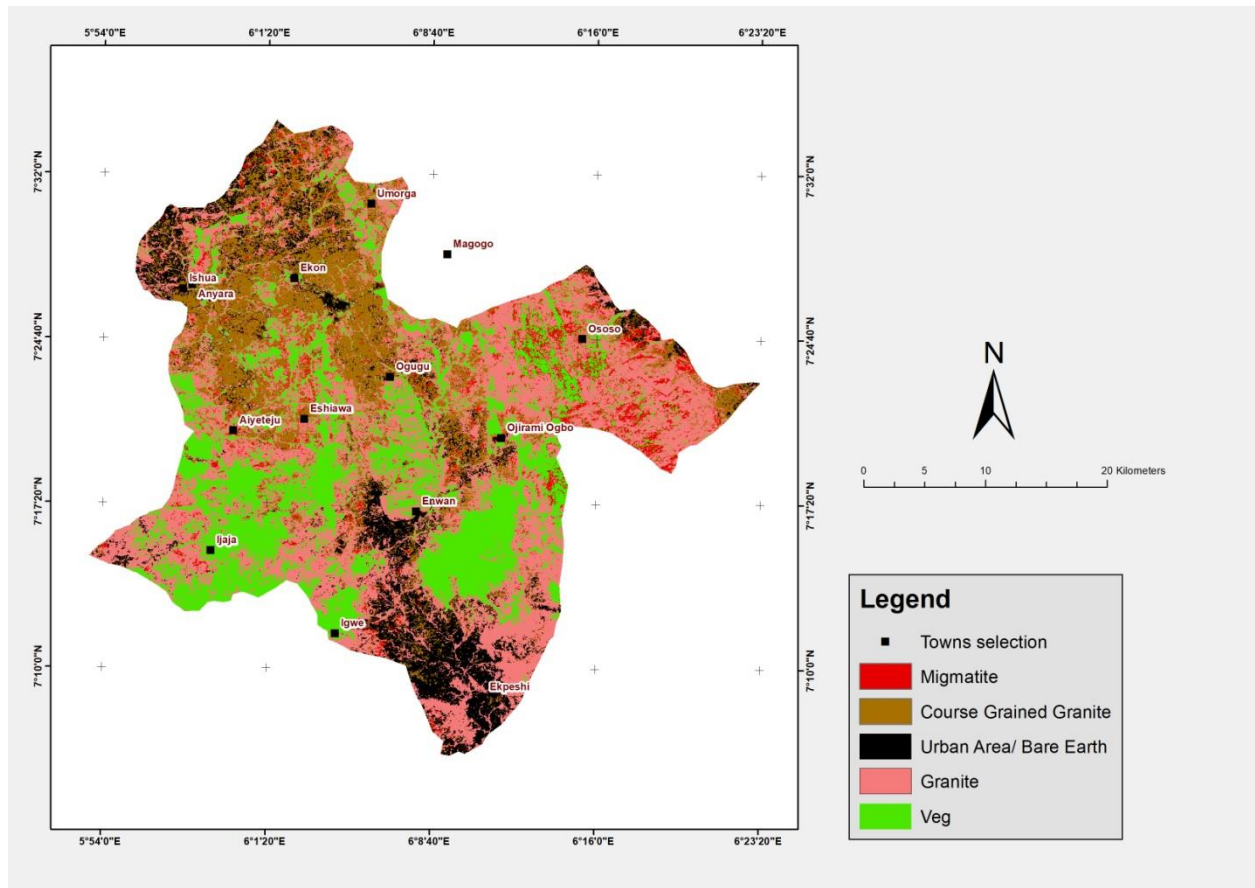 5°54'0"E
6°1'20"E
6°8'40"E
6°16'0"E
6°23'20"E
7°32'0"N
7°32'0"N
Umorga
Magogo
Ekon
Ishua
Anyara
7°24'40"N
7°24'40"N
Ososo
Ogugu
Eshiawa
Aiyeteju
Ojirami Ogbo
N
0 5 10 20 Kilometers
7°17'20"N
7°17'20"N
Enwan
Ijaja
Igwe
7°10'0"N
7°10'0"N
Ekpeshi
5°54'0"E
6°1'20"E
6°8'40"E
6°16'0"E
6°23'20"E
Legend
Towns selection
Migmatite
Course Grained Granite
Urban Area/ Bare Earth
Granite
Veg